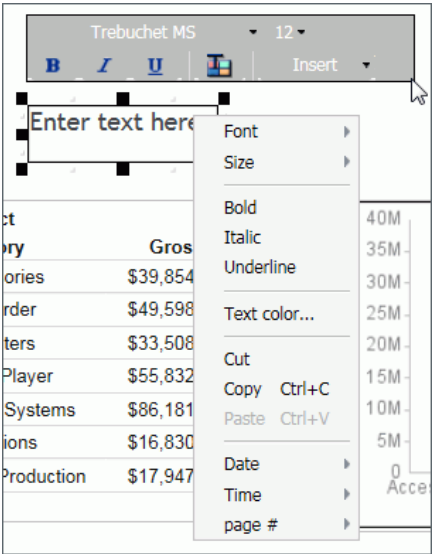 Trebuchet MS 12
B I U Insert
Enter text here
Font
Size
Bold
Italic
Underline
Text color...
Cut
Copy Ctrl+C
Paste Ctrl+V
Date
Time
page #
ct
ory Gros
ories $39,854
rder $49,598
ters $33,508
Player $55,832
Systems $86,181
ions $16,830
Production $17,947
40M
35M
30M
25M
20M
15M
10M
5M
0
Acces